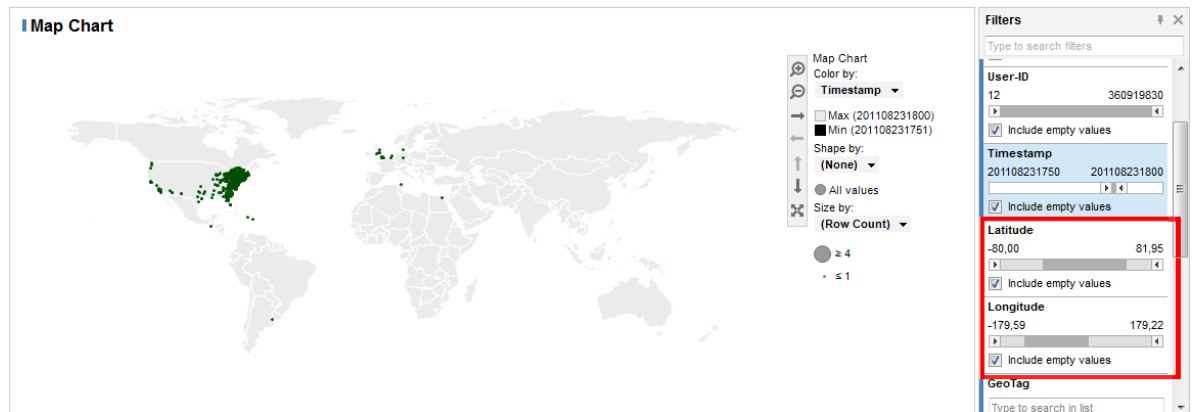 Map Chart
Map Chart
Color by:
Timestamp
Max (201108231800)
Min (201108231751)
Shape by:
(None)
All values
Size by:
(Row Count)
≥ 4
≤ 1
Filters
Type to search filters
User-ID
12 360919830
Include empty values
Timestamp
201108231750 201108231800
Include empty values
Latitude
-80,00 81,95
Include empty values
Longitude
-179,59 179,22
Include empty values
GeoTag
Type to search in list